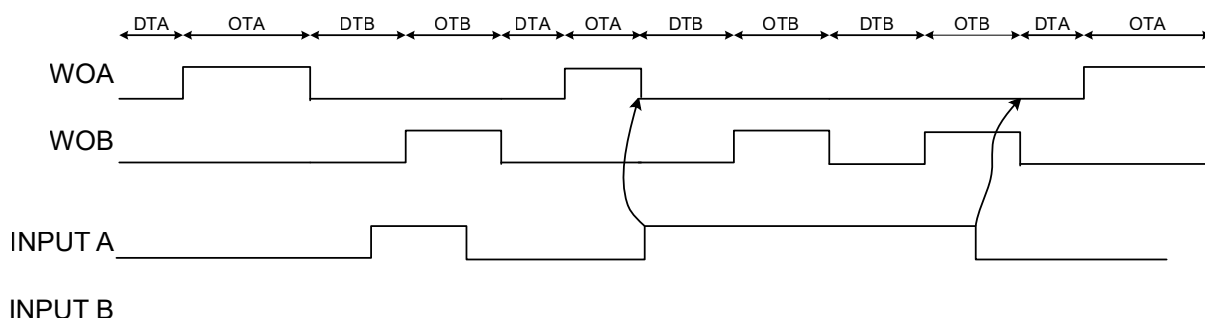 DTA OTA DTB OTB DTA OTA DTB OTB DTB OTB DTA OTA
WOA
WOB
INPUT A
INPUT B